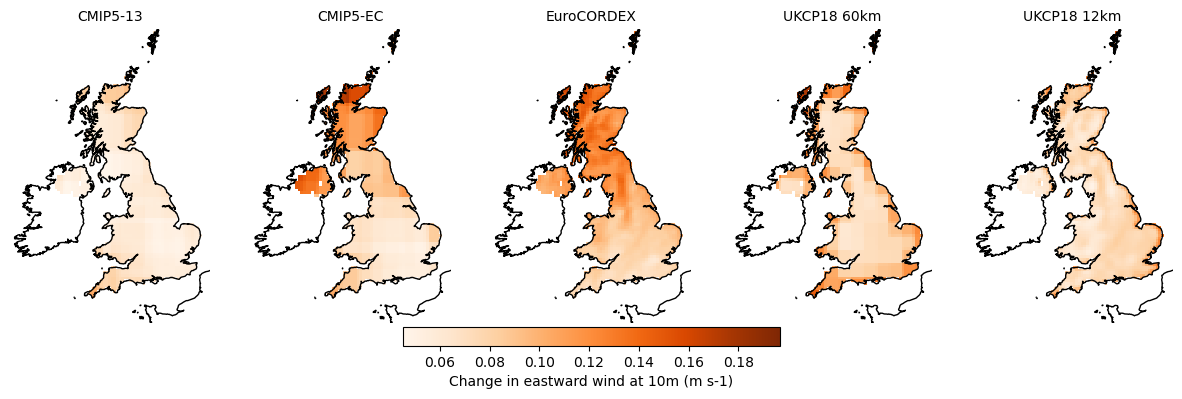 CMIP5-13 CMIP5-EC EuroCORDEX UKCP18 60km UKCP18 12km
0.06 0.08 0.10 0.12 0.14 0.16 0.18
Change in eastward wind at 10m (m s-1)